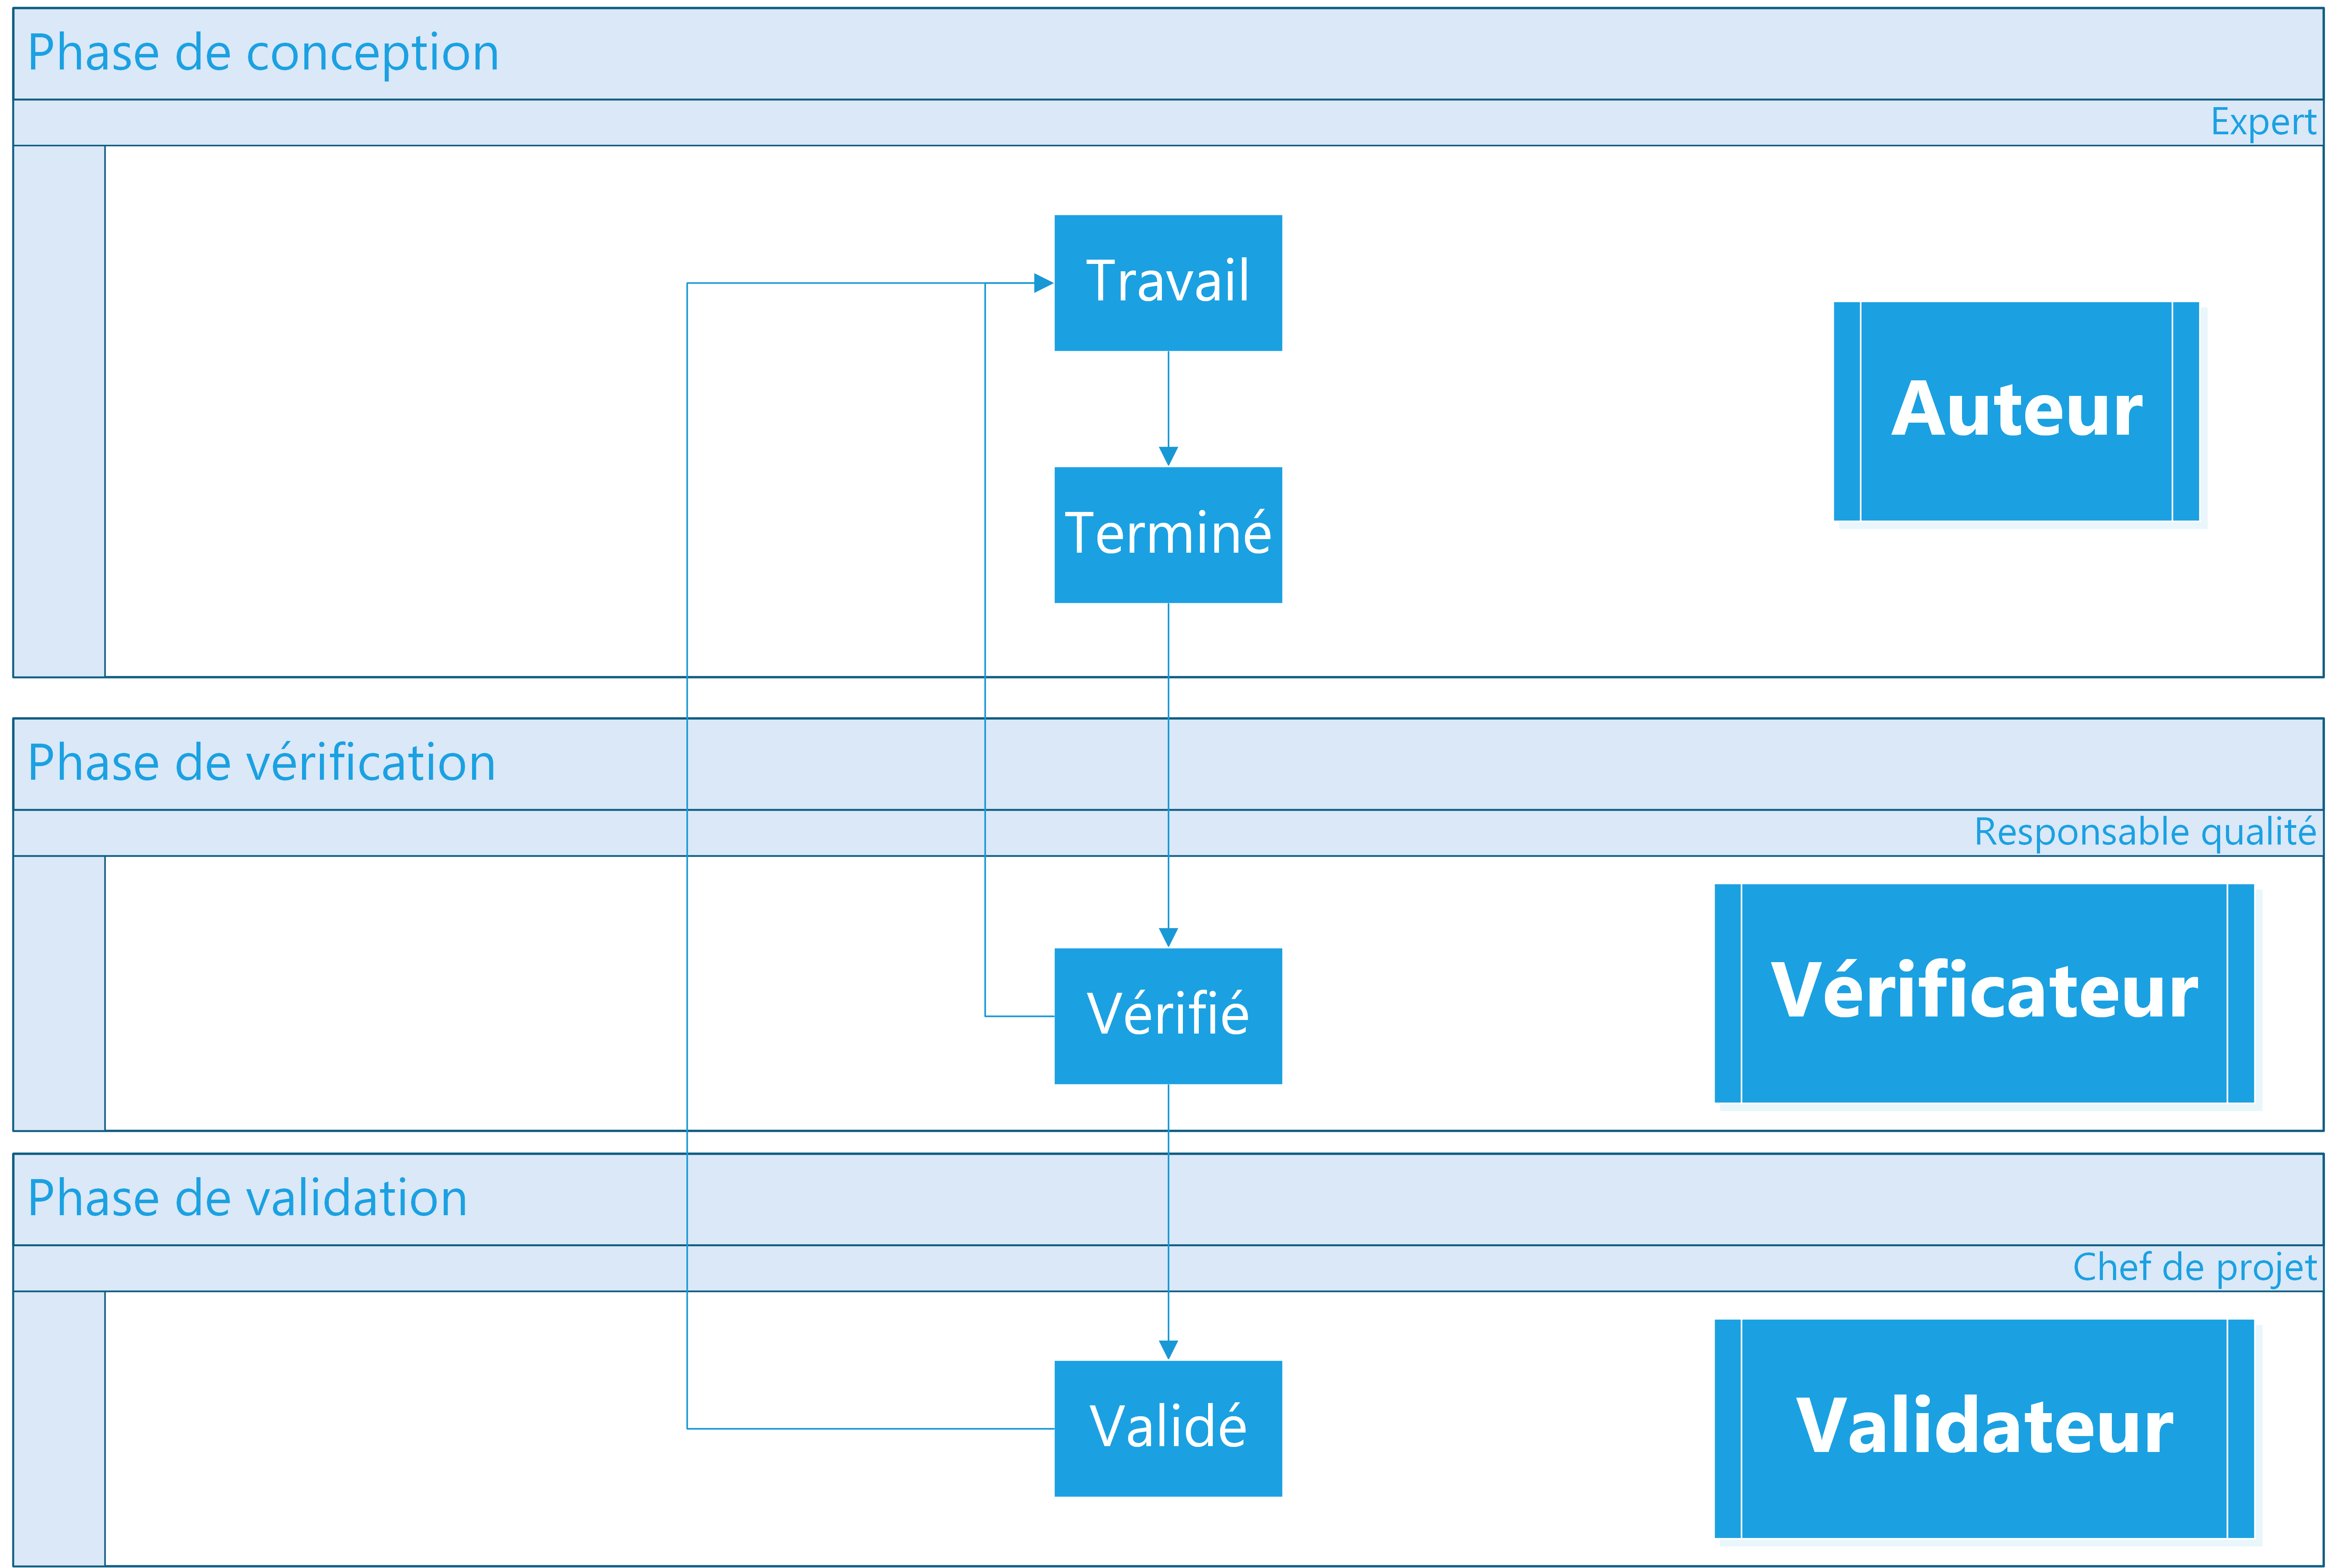 Phase de conception
Expert
Travail
Auteur
Terminé
Phase de vérification
Responsable qualité
Vérifié
Vérificateur
Phase de validation
Chef de projet
Validé
Validateur